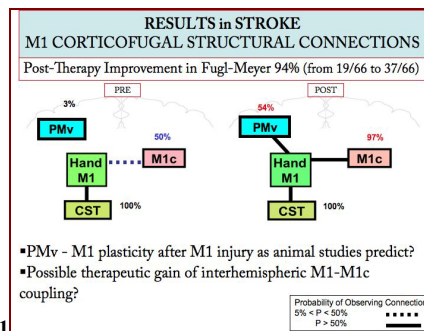 RESULTS in STROKE
M1 CORTICOFUGAL STRUCTURAL CONNECTIONS
Post-Therapy Improvement in Fugl-Meyer 94% (from 19/66 to 37/66)
PRE
POST
3%
54%
PMv
PMv
50%
97%
Hand
M1
M1c
Hand
M1
M1c
CST
100%
CST
100%
▪PMv - M1 plasticity after M1 injury as animal studies predict?
▪Possible therapeutic gain of interhemispheric M1-M1c
coupling?
Probability of Observing Connection
5% < P < 50%
P > 50%
1